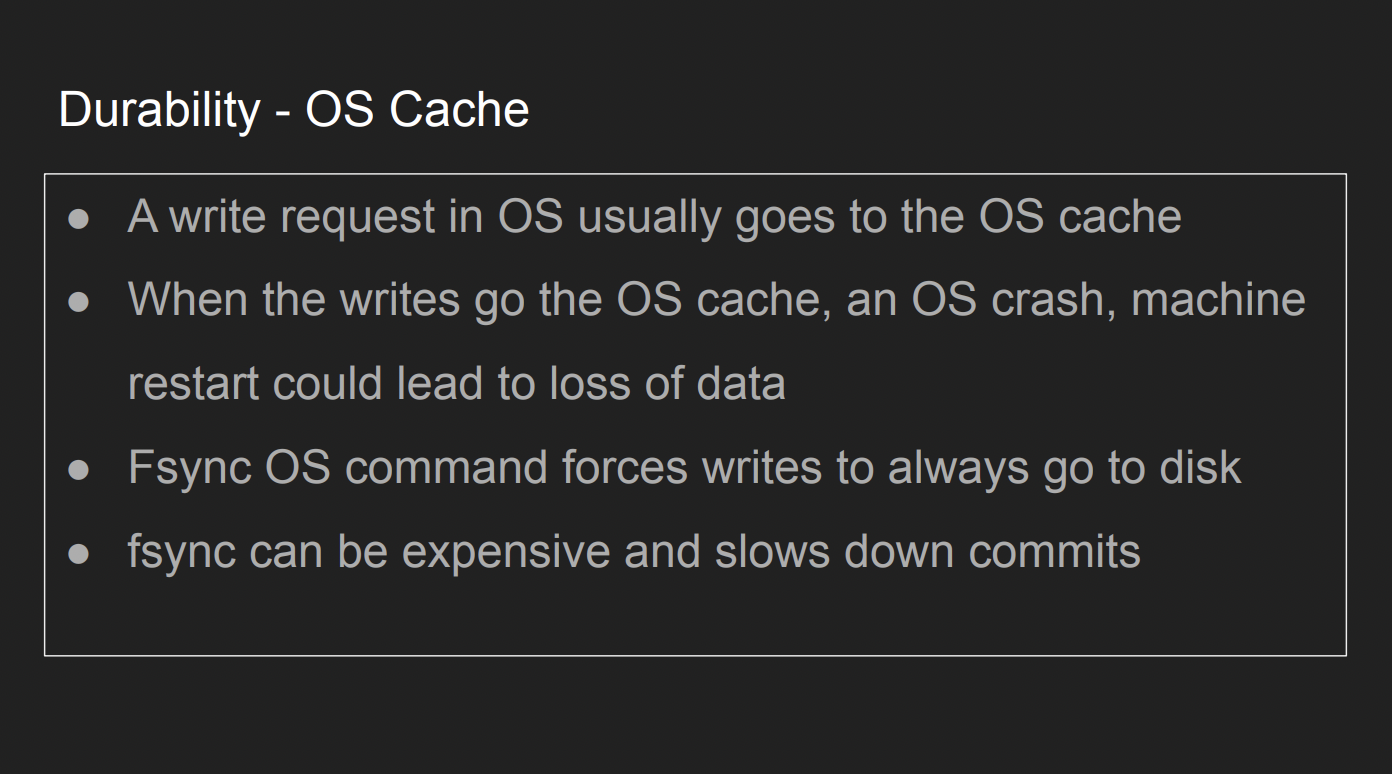 Durability - OS Cache
● A write request in OS usually goes to the OS cache
● When the writes go the OS cache, an OS crash, machine
restart could lead to loss of data
● Fsync OS command forces writes to always go to disk
● fsync can be expensive and slows down commits